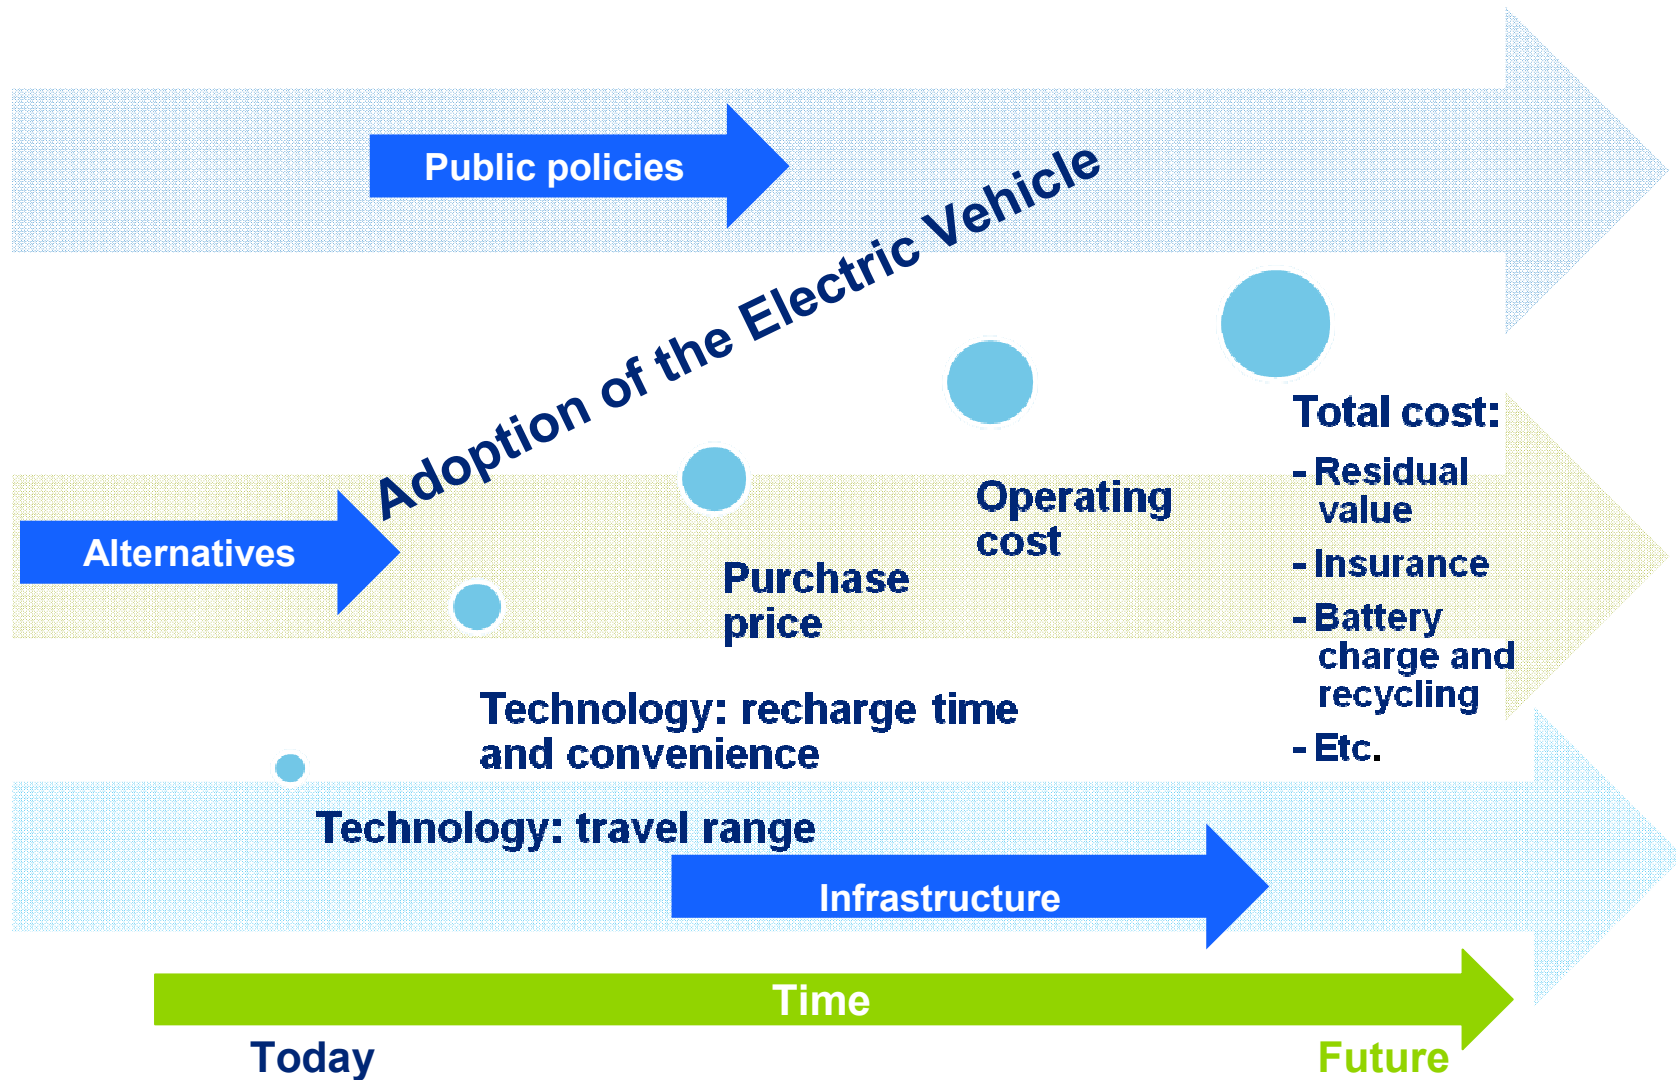 Public policies
Adoption of the Electric Vehicle
Alternatives
Total cost:
- Residual
value
- Insurance
- Battery
charge and
recycling
- Etc.
Operating
cost
Purchase
price
Technology: recharge time
and convenience
Technology: travel range
Infrastructure
Time
Today
Future